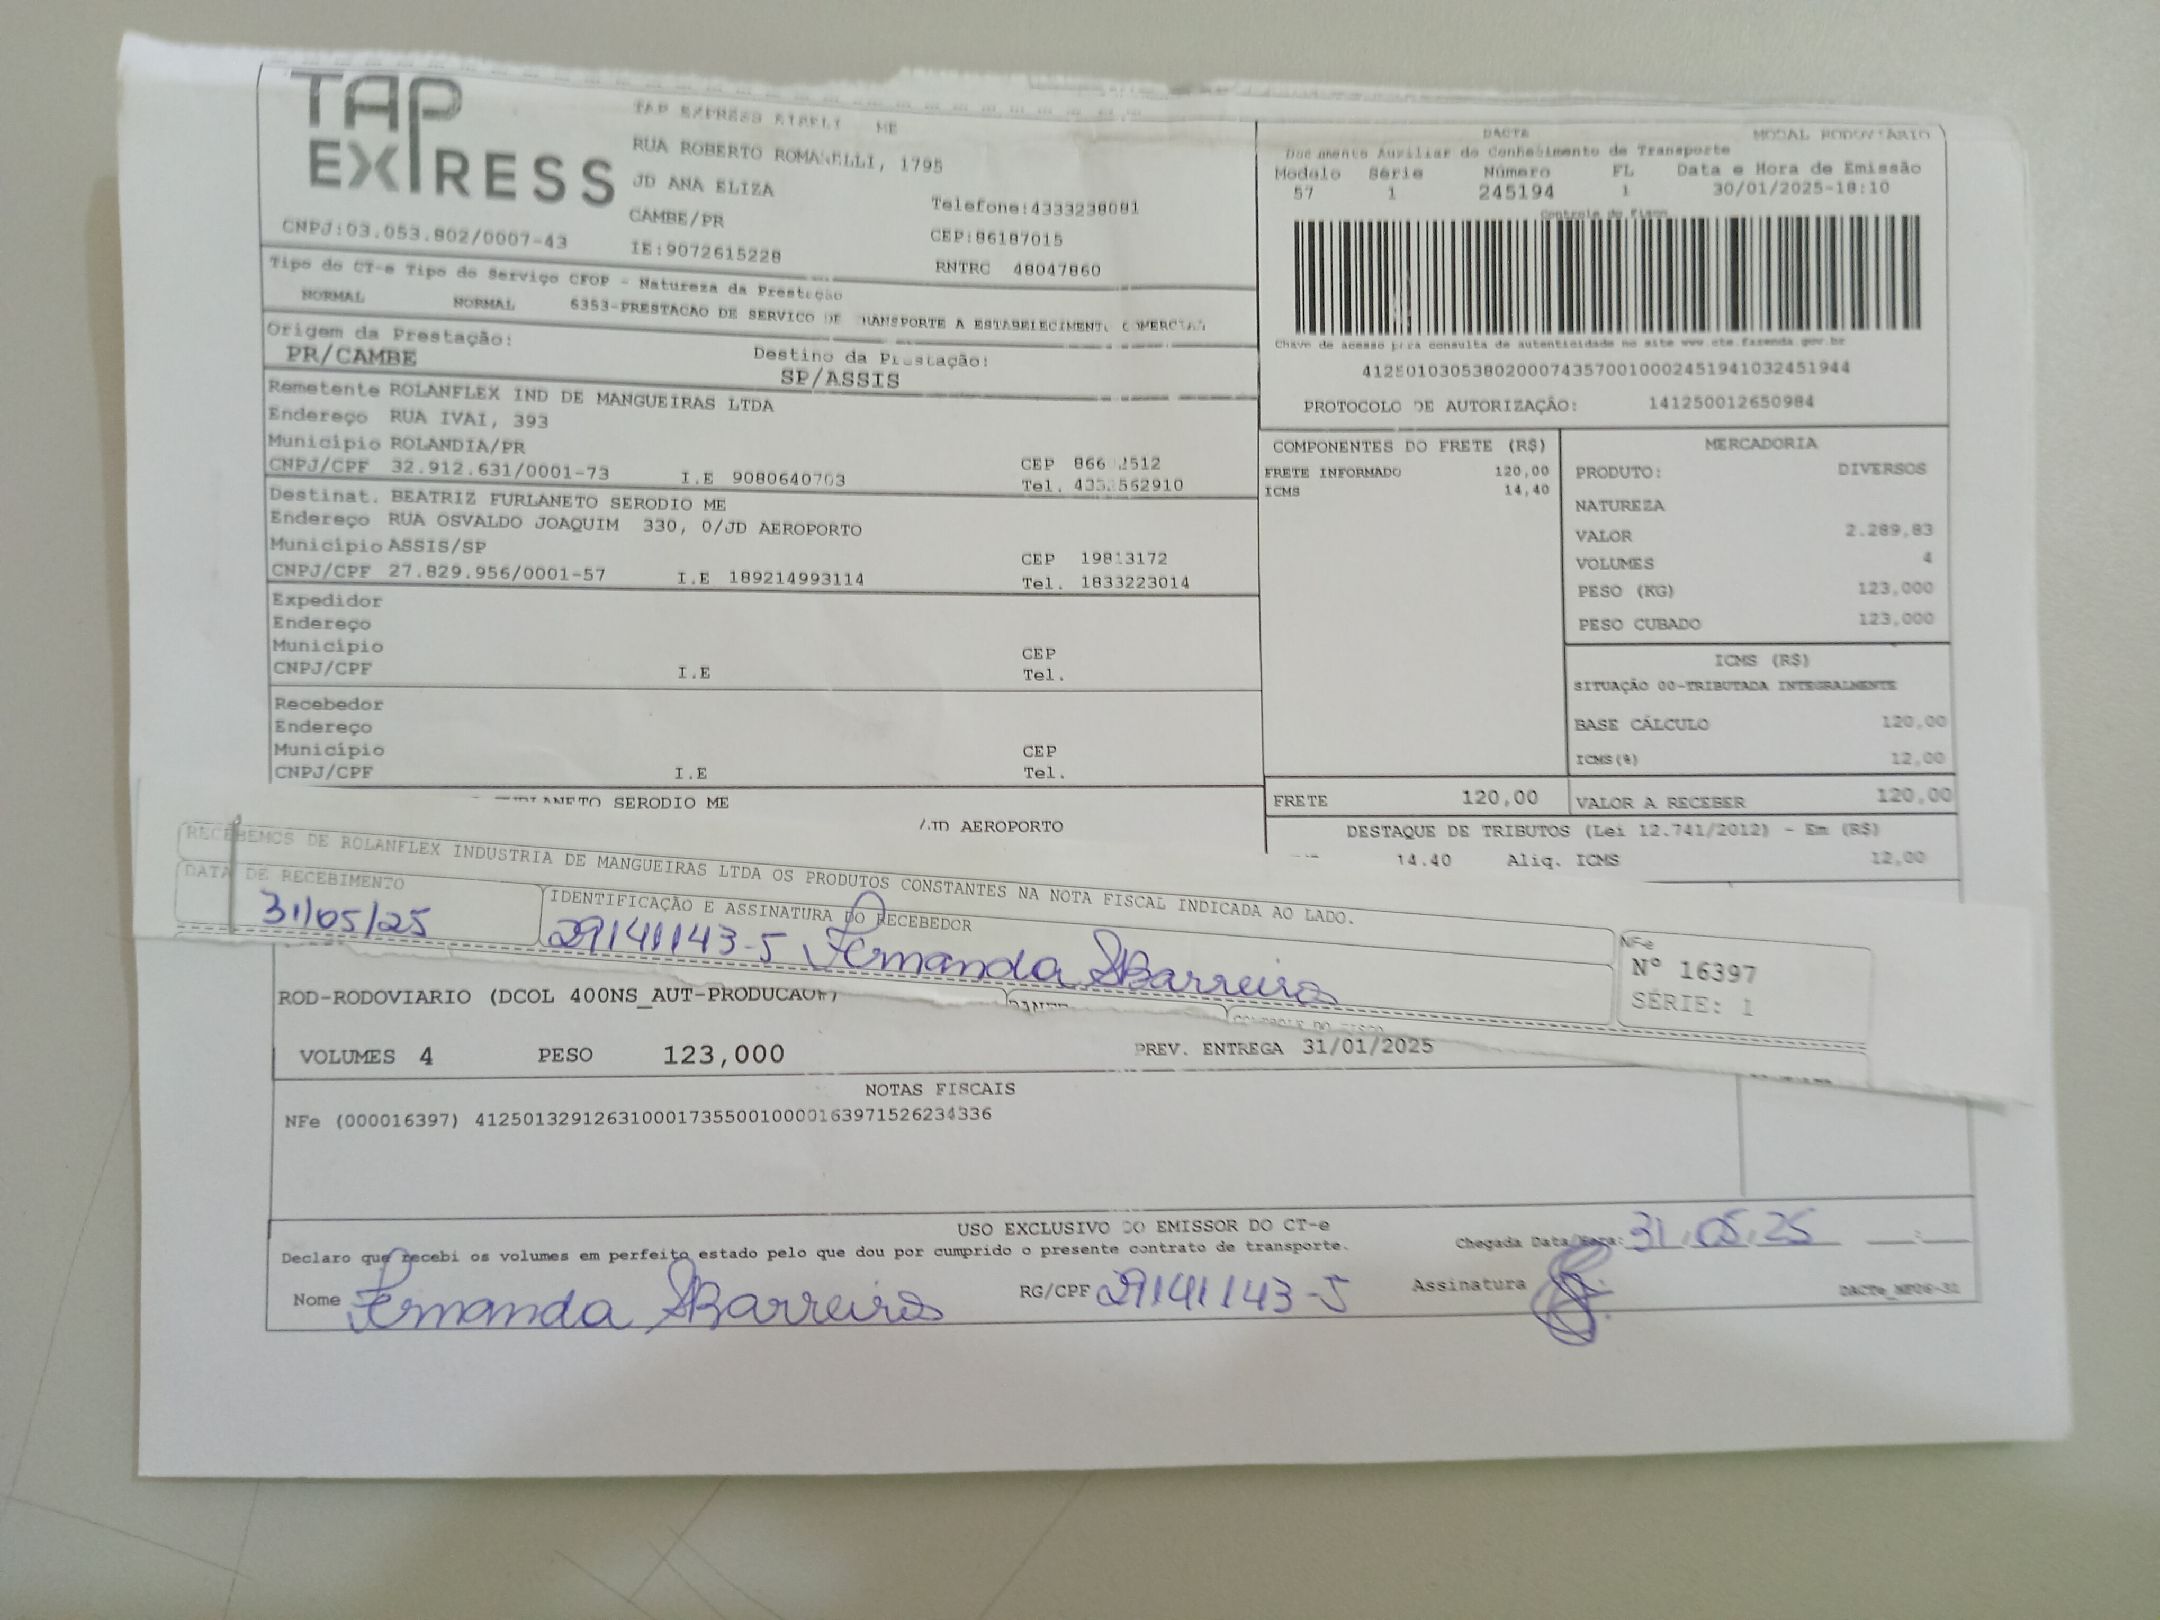 TAP
EXPRESS
TAP EXPRESS EIRELI ME
RUA ROBERTO ROMANELLI, 1795
JD ANA ELIZA
CAMBE/PR Telefone:4333238081
CNPJ:03.053.802/0007-43 IE:9072615228 CEP:86187015
RNTRC 48047860
DACTE MODAL RODOVIÁRIO
Documento Auxiliar do Conhecimento de Transporte
Modelo Série Número FL Data e Hora de Emissão
57 1 245194 1 30/01/2025-18:10
Controle do Fisco
Chave de acesso para consulta de autenticidade no site www.cte.fazenda.gov.br
41250103053802000743570010002451941032451944
PROTOCOLO DE AUTORIZAÇÃO: 141250012650984
Tipo do CT-e Tipo do Serviço CFOP - Natureza da Prestação
NORMAL NORMAL 6353-PRESTACAO DE SERVICO DE TRANSPORTE A ESTABELECIMENTO COMERCIAL
Origem da Prestação: Destino da Prestação:
PR/CAMBE SP/ASSIS
Remetente ROLANFLEX IND DE MANGUEIRAS LTDA
Endereço RUA IVAI, 393
Município ROLANDIA/PR CEP 866 2512
CNPJ/CPF 32.912.631/0001-73 I.E 9080640703 Tel. 433 562910
Destinat. BEATRIZ FURLANETO SERODIO ME
Endereço RUA OSVALDO JOAQUIM 330, 0/JD AEROPORTO
Município ASSIS/SP CEP 19813172
CNPJ/CPF 27.829.956/0001-57 I.E 189214993114 Tel. 1833223014
Expedidor
Endereço
Município CEP
CNPJ/CPF I.E Tel.
Recebedor
Endereço
Município CEP
CNPJ/CPF I.E Tel.
SERODIO ME
AEROPORTO
COMPONENTES DO FRETE (R$)
FRETE INFORMADO 120,00
ICMS 14,40
MERCADORIA
PRODUTO: DIVERSOS
NATUREZA
VALOR 2.289,83
VOLUMES 4
PESO (KG) 123,000
PESO CUBADO 123,000
ICMS (R$)
SITUAÇÃO 00-TRIBUTADA INTEGRALMENTE
BASE CÁLCULO 120,00
ICMS(%) 12,00
FRETE 120,00 VALOR A RECEBER 120,00
DESTAQUE DE TRIBUTOS (Lei 12.741/2012) - Em (R$)
14.40 Aliq. ICMS 12,00
RECEBEMOS DE ROLANFLEX INDUSTRIA DE MANGUEIRAS LTDA OS PRODUTOS CONSTANTES NA NOTA FISCAL INDICADA AO LADO.
DATA DE RECEBIMENTO IDENTIFICAÇÃO E ASSINATURA DO RECEBEDOR
31/05/25 29141143-5 Fernanda SBarreiros
NF-e
Nº 16397
SÉRIE: 1
ROD-RODOVIARIO (DCOL 400NS_AUT-PRODUCAO#)
VOLUMES 4 PESO 123,000 PREV. ENTREGA 31/01/2025
NOTAS FISCAIS
NFe (000016397) 41250132912631000173550010000163971526234336
USO EXCLUSIVO DO EMISSOR DO CT-e
Declaro que recebi os volumes em perfeito estado pelo que dou por cumprido o presente contrato de transporte. Chegada Data/Hora: 31.05.25 __:__
Nome Fernanda SBarreiros RG/CPF 29141143-5 Assinatura